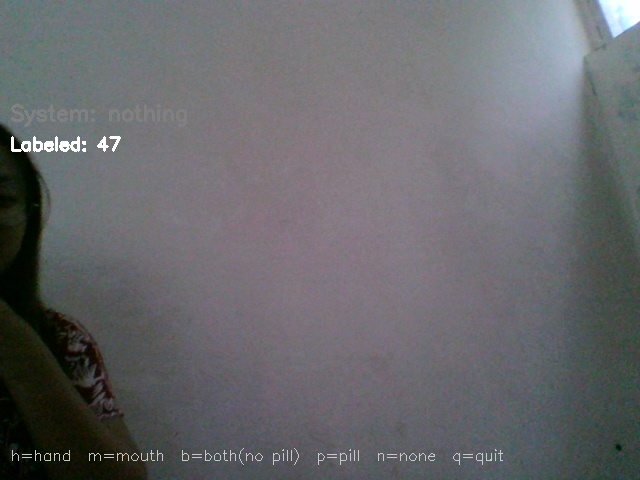 System: nothing
Labeled: 47
h=hand m=mouth b=both(no pill) p=pill n=none q=quit